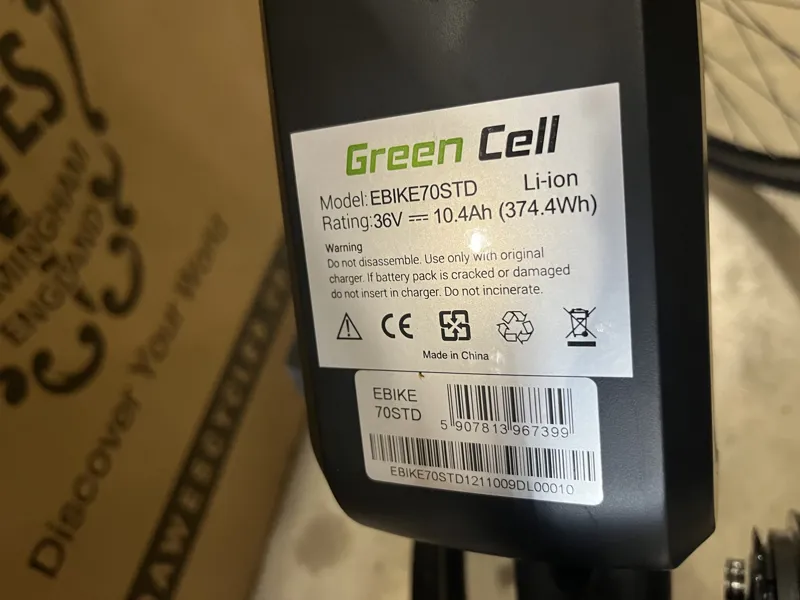 Green Cell
Model: EBIKE70STD Li-ion
Rating:36V 10.4Ah (374.4Wh)
Warning
Do not disassemble. Use only with original
charger. If battery pack is cracked or damaged
do not insert in charger. Do not incinerate.
CE
Made in China
EBIKE
70STD
5 907813 967399
EBIKE70STD1211009DL00010
ENGLAND
Discover Your World